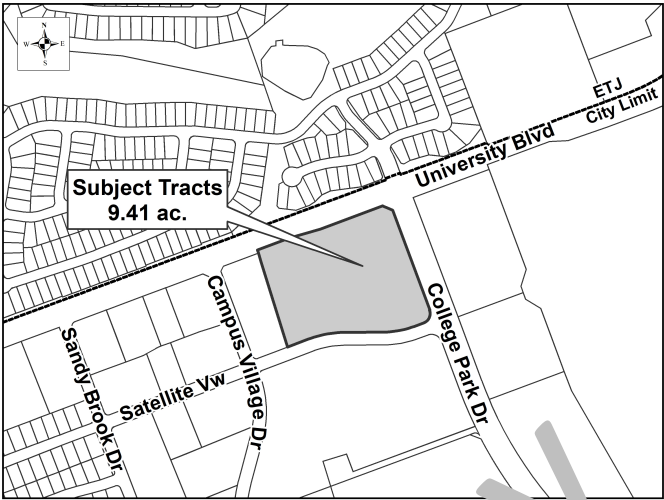 N
W E
S
ETJ
City Limit
University Blvd
Subject Tracts
9.41 ac.
Campus Village Dr
College Park Dr
Sandy Brook Dr
Satellite Vw